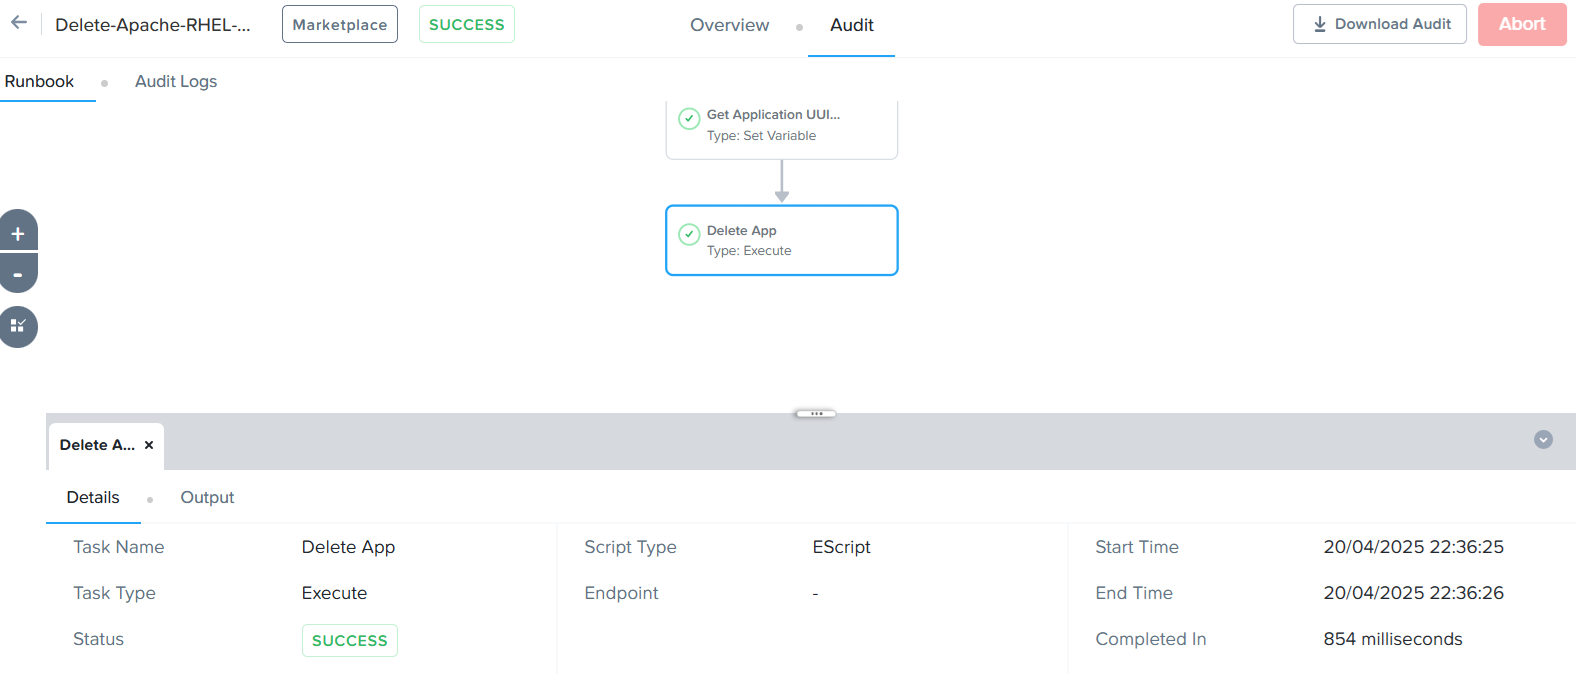 Delete-Apache-RHEL-...
Marketplace
SUCCESS
Overview
Audit
Download Audit
Abort
Runbook
Audit Logs
Get Application UUI...
Type: Set Variable
Delete App
Type: Execute
+
-
Delete A... ×
Details
Output
Task Name Delete App
Script Type EScript
Start Time 20/04/2025 22:36:25
Task Type Execute
Endpoint -
End Time 20/04/2025 22:36:26
Status SUCCESS
Completed In 854 milliseconds